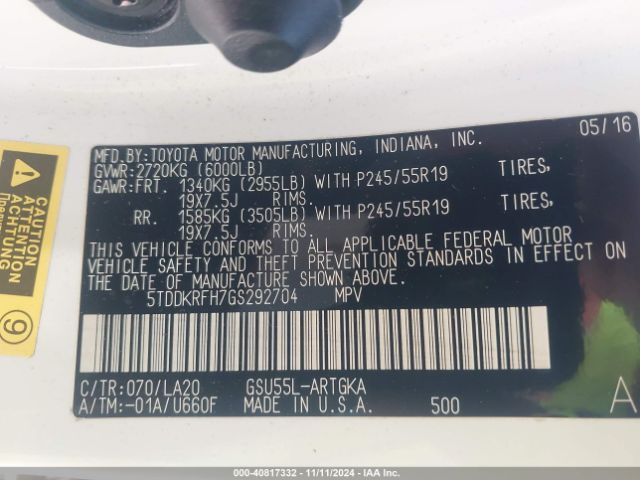 MFD.BY:TOYOTA MOTOR MANUFACTURING, INDIANA, INC. 05/16
GVWR:2720KG (6000LB)
GAWR:FRT. 1340KG (2955LB) WITH P245/55R19 TIRES,
19X7.5J RIMS.
RR. 1585KG (3505LB) WITH P245/55R19 TIRES,
19X7.5J RIMS.
THIS VEHICLE CONFORMS TO ALL APPLICABLE FEDERAL MOTOR
VEHICLE SAFETY AND THEFT PREVENTION STANDARDS IN EFFECT ON
THE DATE OF MANUFACTURE SHOWN ABOVE.
5TDDKRFH7GS292704 MPV
C/TR:070/LA20 GSU55L-ARTGKA
A/TM:-01A/U660F MADE IN U.S.A. 500 A
CAUTION
ATTENTION
ACHTUNG
9
000-40817332 - 11/11/2024 - IAA Inc.